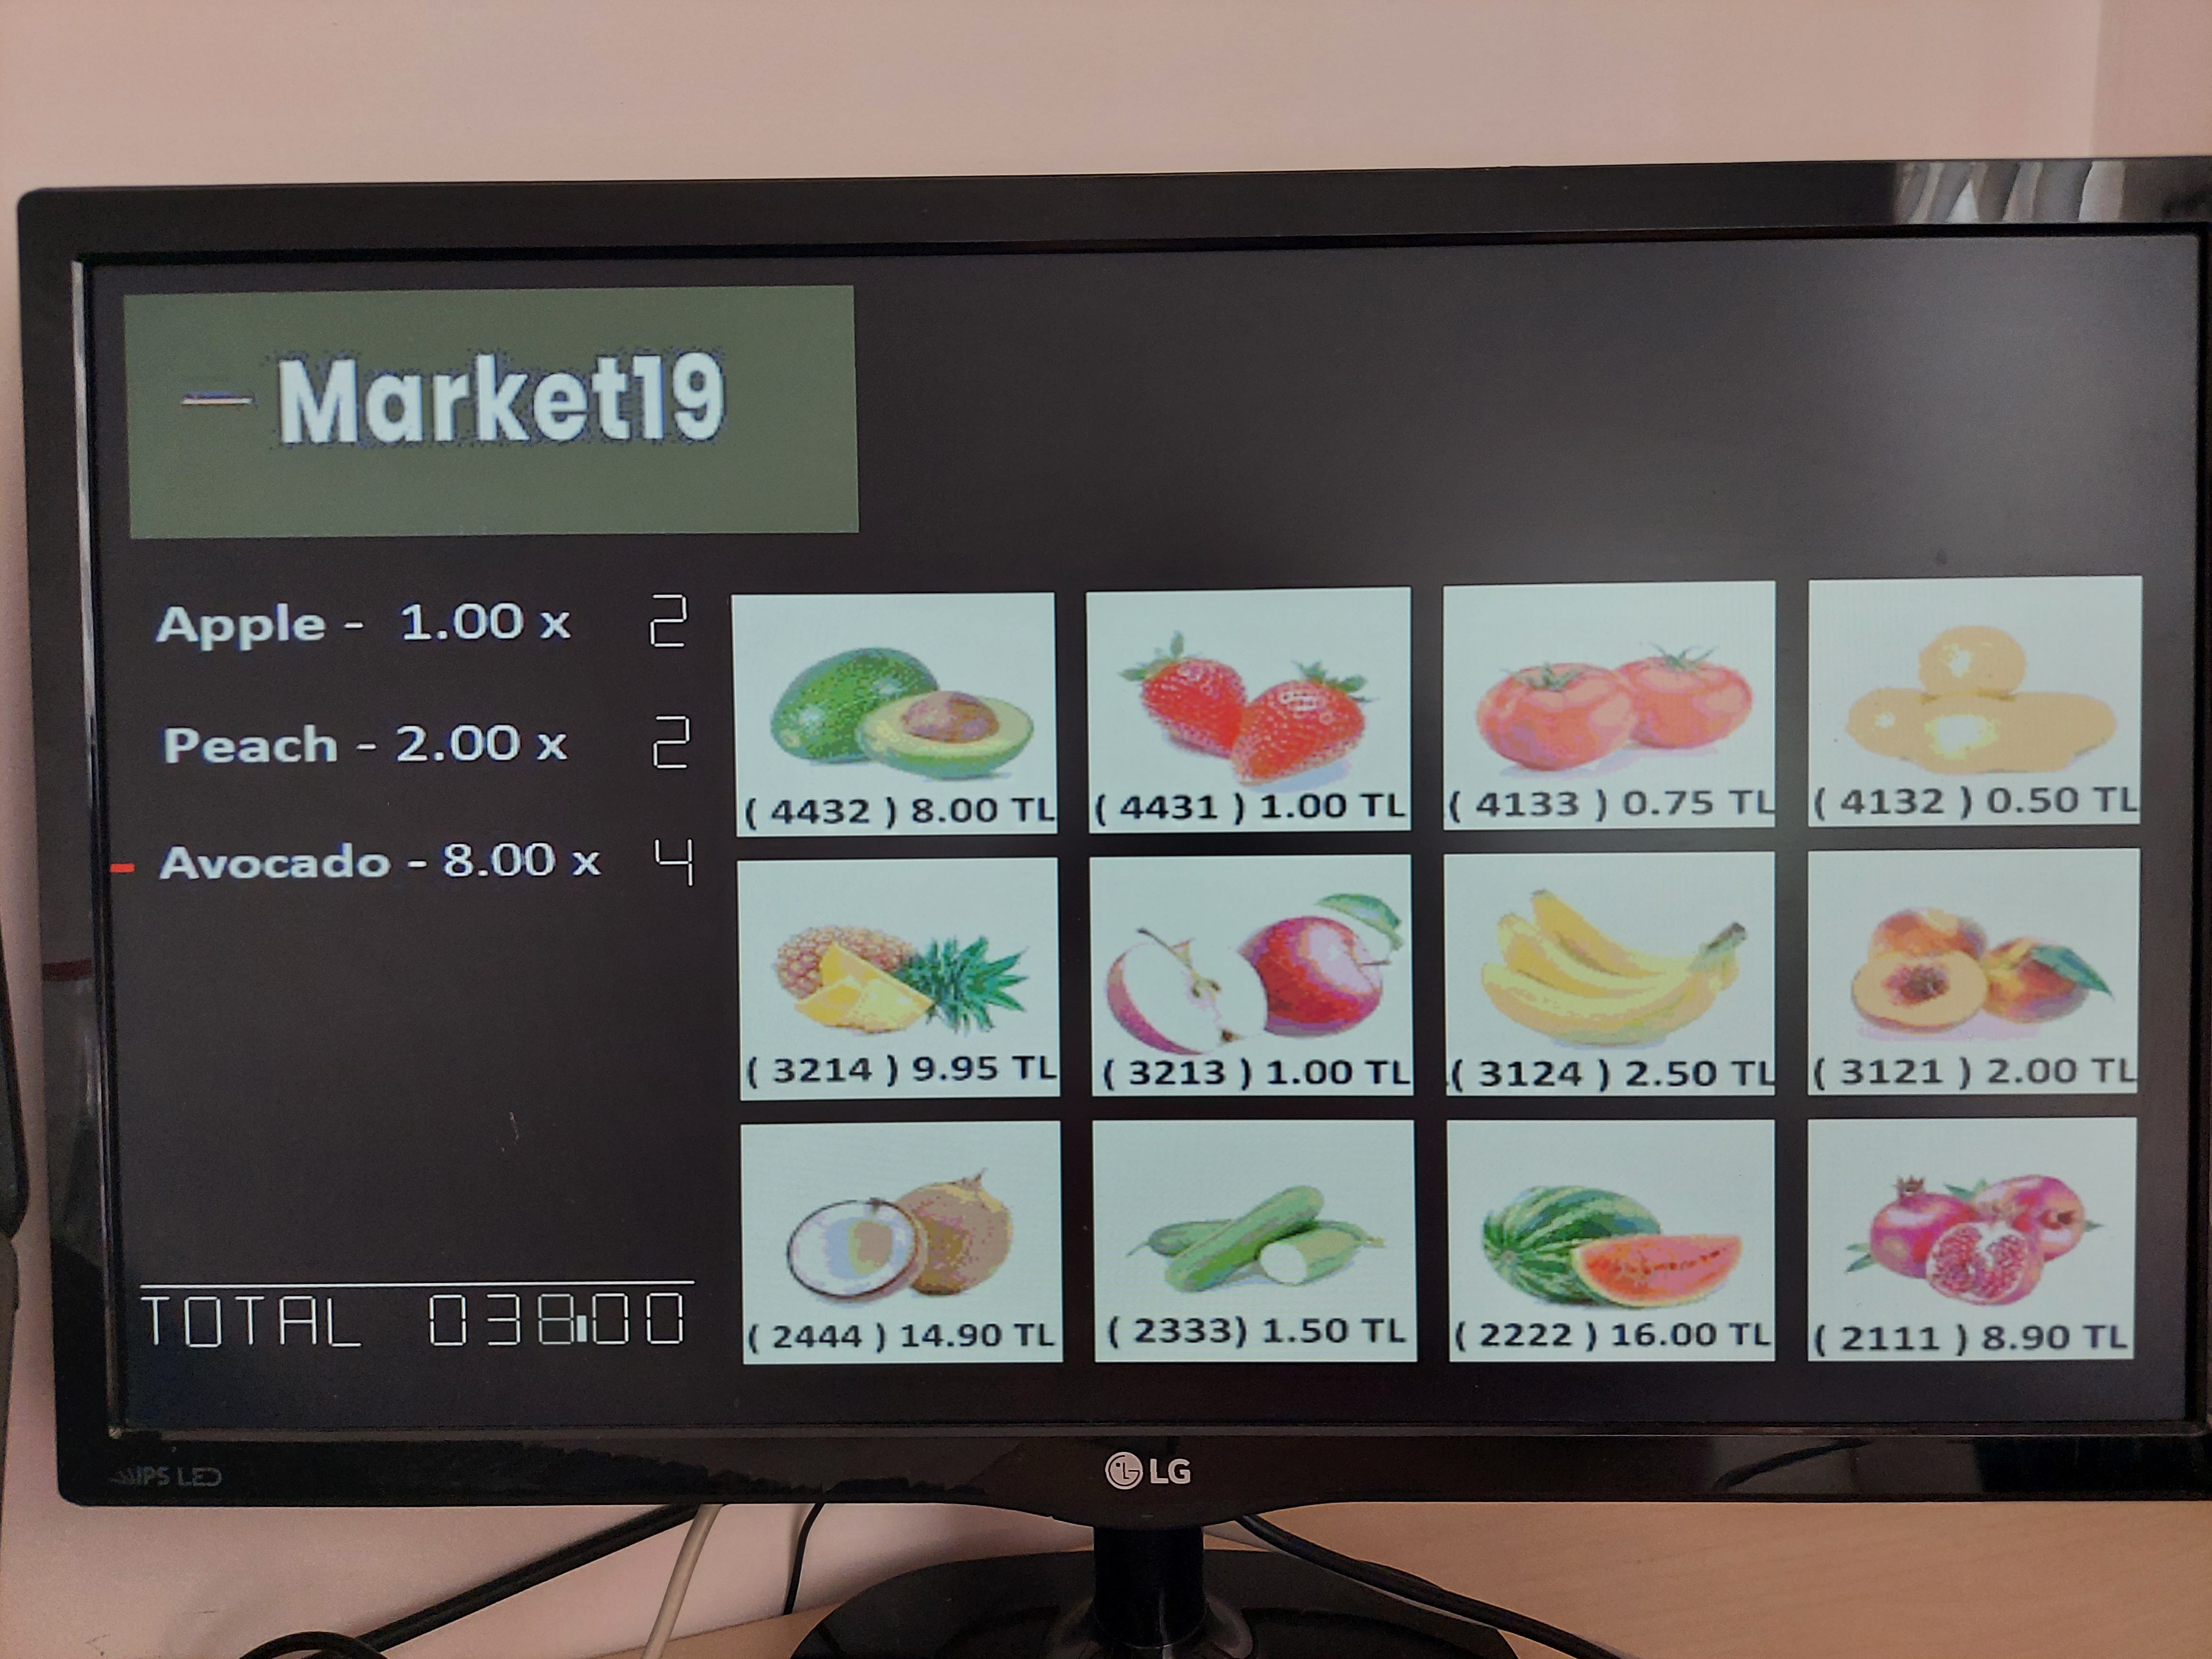 Market19
Apple - 1.00 x 2
Peach - 2.00 x 2
Avocado - 8.00 x 4
TOTAL 038.00
( 4432 ) 8.00 TL
( 4431 ) 1.00 TL
( 4133 ) 0.75 TL
( 4132 ) 0.50 TL
( 3214 ) 9.95 TL
( 3213 ) 1.00 TL
( 3124 ) 2.50 TL
( 3121 ) 2.00 TL
( 2444 ) 14.90 TL
( 2333) 1.50 TL
( 2222 ) 16.00 TL
( 2111 ) 8.90 TL
IPS LED
LG